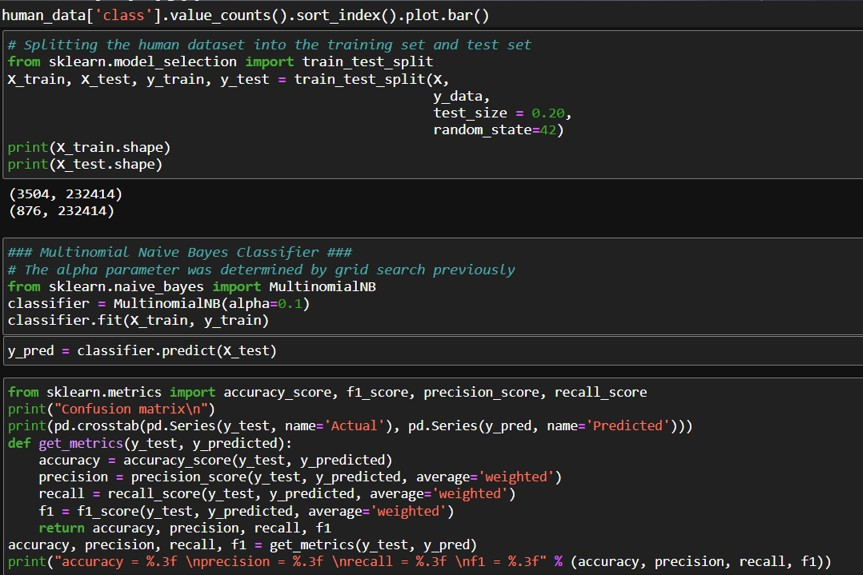 human_data['class'].value_counts().sort_index().plot.bar()
# Splitting the human dataset into the training set and test set
from sklearn.model_selection import train_test_split
X_train, X_test, y_train, y_test = train_test_split(X,
y_data,
test_size = 0.20,
random_state=42)
print(X_train.shape)
print(X_test.shape)
(3504, 232414)
(876, 232414)
### Multinomial Naive Bayes Classifier ###
# The alpha parameter was determined by grid search previously
from sklearn.naive_bayes import MultinomialNB
classifier = MultinomialNB(alpha=0.1)
classifier.fit(X_train, y_train)
y_pred = classifier.predict(X_test)
from sklearn.metrics import accuracy_score, f1_score, precision_score, recall_score
print("Confusion matrix\n")
print(pd.crosstab(pd.Series(y_test, name='Actual'), pd.Series(y_pred, name='Predicted')))
def get_metrics(y_test, y_predicted):
    accuracy = accuracy_score(y_test, y_predicted)
    precision = precision_score(y_test, y_predicted, average='weighted')
    recall = recall_score(y_test, y_predicted, average='weighted')
    f1 = f1_score(y_test, y_predicted, average='weighted')
    return accuracy, precision, recall, f1
accuracy, precision, recall, f1 = get_metrics(y_test, y_pred)
print("accuracy = %.3f \nprecision = %.3f \nrecall = %.3f \nf1 = %.3f" % (accuracy, precision, recall, f1))